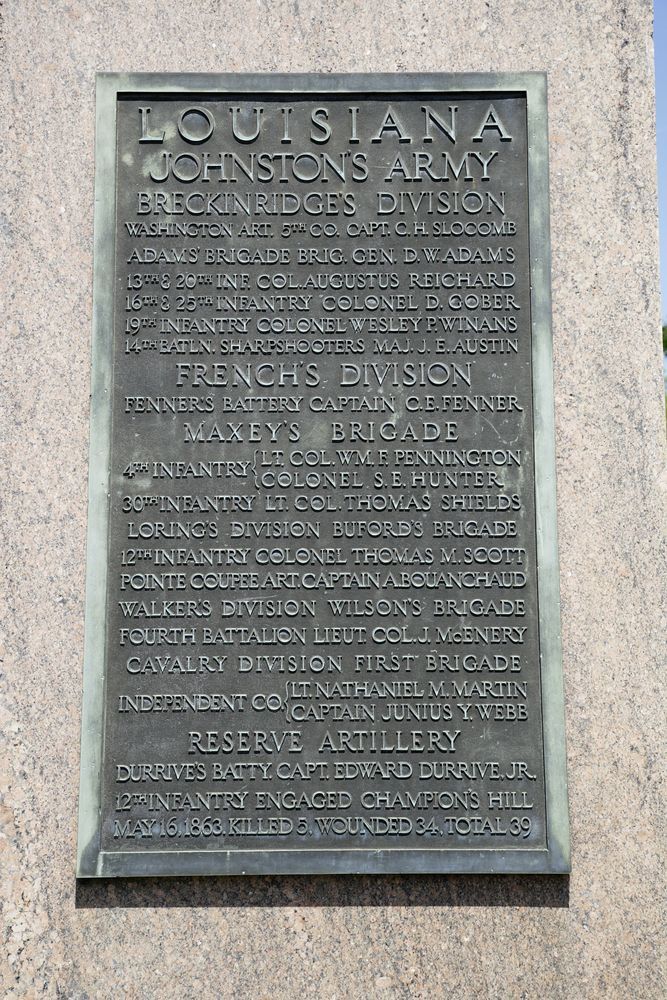 LOUISIANA
JOHNSTON'S ARMY
BRECKINRIDGE'S DIVISION
WASHINGTON ART. 5TH CO. CAPT. C.H. SLOCOMB
ADAMS' BRIGADE BRIG. GEN. D.W. ADAMS
13TH & 20TH INF. COL. AUGUSTUS REICHARD
16TH & 25TH INFANTRY COLONEL D. GOBER
19TH INFANTRY COLONEL WESLEY P. WINANS
14TH BATLN. SHARPSHOOTERS MAJ. J. E. AUSTIN
FRENCH'S DIVISION
FENNER'S BATTERY CAPTAIN C.E. FENNER
MAXEY'S BRIGADE
4TH INFANTRY { LT. COL. WM. F. PENNINGTON
COLONEL S. E. HUNTER
30TH INFANTRY LT. COL. THOMAS SHIELDS
LORING'S DIVISION BUFORD'S BRIGADE
12TH INFANTRY COLONEL THOMAS M. SCOTT
POINTE COUPEE ART. CAPTAIN A. BOUANCHAUD
WALKER'S DIVISION WILSON'S BRIGADE
FOURTH BATTALION LIEUT. COL. J. McENERY
CAVALRY DIVISION FIRST BRIGADE
INDEPENDENT CO. { LT. NATHANIEL M. MARTIN
CAPTAIN JUNIUS Y. WEBB
RESERVE ARTILLERY
DURRIVE'S BATTY. CAPT. EDWARD DURRIVE, JR.
12TH INFANTRY ENGAGED CHAMPION'S HILL
MAY 16, 1863, KILLED 5, WOUNDED 34, TOTAL 39